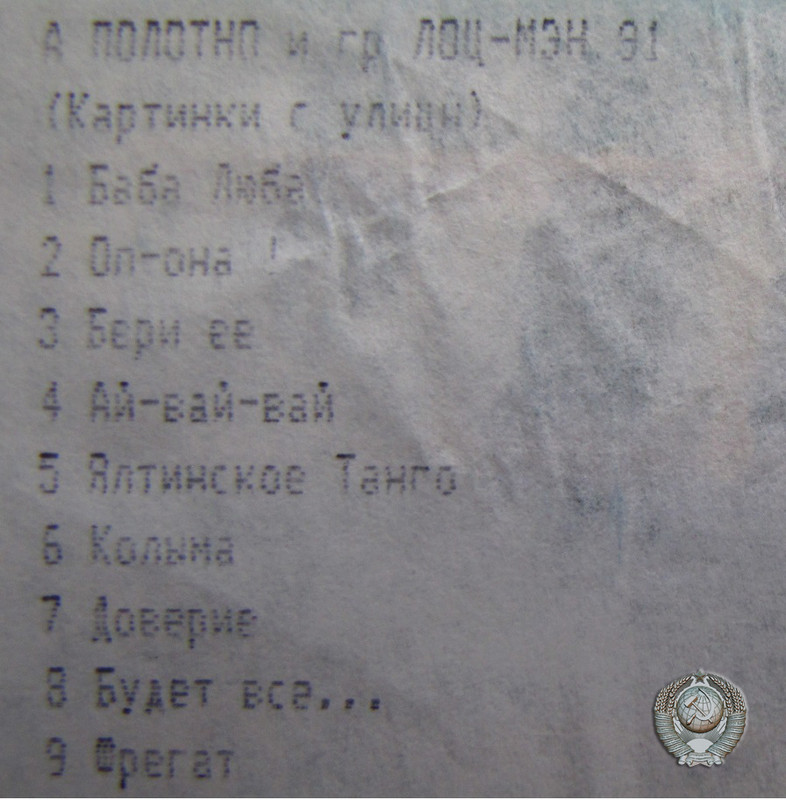 А ПОЛОТНО и гр ЛОЦ-МЭН 91
(Картинки с улицы)
1 Баба Люба
2 Оп-она !
3 Бери ее
4 Ай-вай-вай
5 Ялтинское Танго
6 Колыма
7 Доверие
8 Будет все...
9 Фрегат